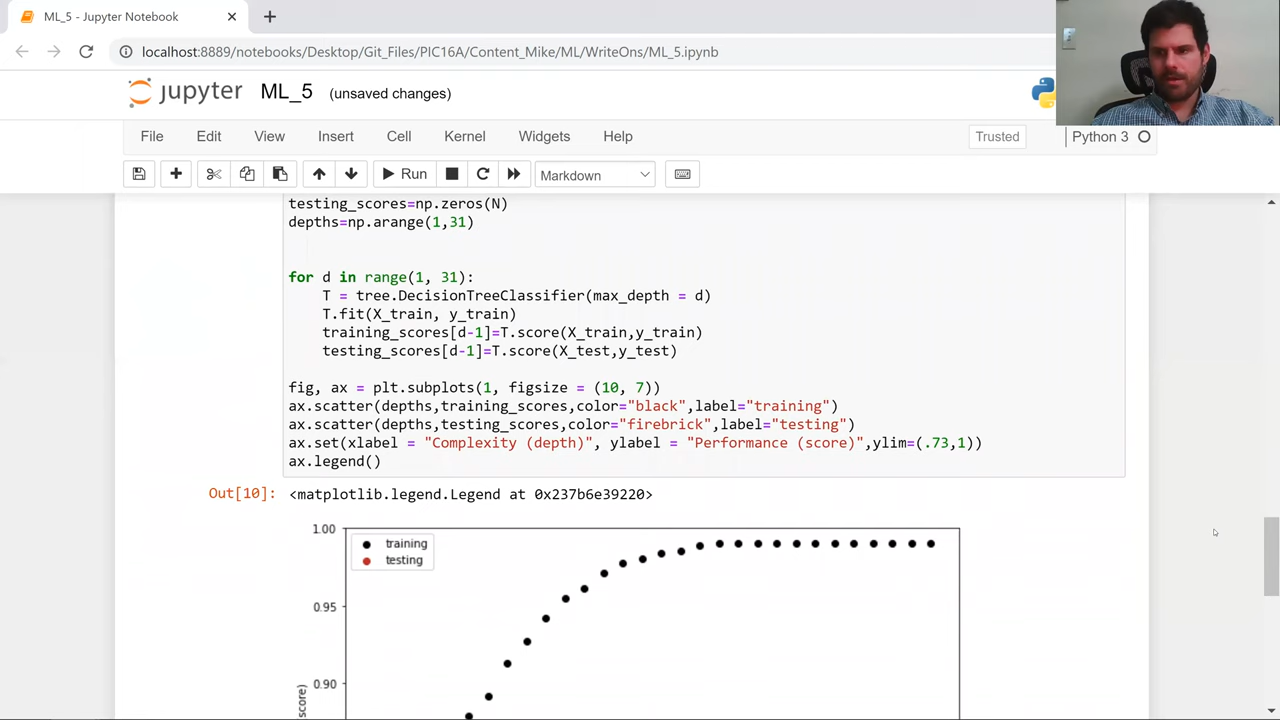 ML_5 - Jupyter Notebook
localhost:8889/notebooks/Desktop/Git_Files/PIC16A/Content_Mike/ML/WriteOns/ML_5.ipynb
jupyter ML_5 (unsaved changes)
File Edit View Insert Cell Kernel Widgets Help Trusted Python 3
Run Markdown
testing_scores=np.zeros(N)
depths=np.arange(1,31)
for d in range(1, 31):
    T = tree.DecisionTreeClassifier(max_depth = d)
    T.fit(X_train, y_train)
    training_scores[d-1]=T.score(X_train,y_train)
    testing_scores[d-1]=T.score(X_test,y_test)
fig, ax = plt.subplots(1, figsize = (10, 7))
ax.scatter(depths,training_scores,color="black",label="training")
ax.scatter(depths,testing_scores,color="firebrick",label="testing")
ax.set(xlabel = "Complexity (depth)", ylabel = "Performance (score)",ylim=(.73,1))
ax.legend()
Out[10]: <matplotlib.legend.Legend at 0x237b6e39220>
1.00
training
testing
0.95
0.90
score)